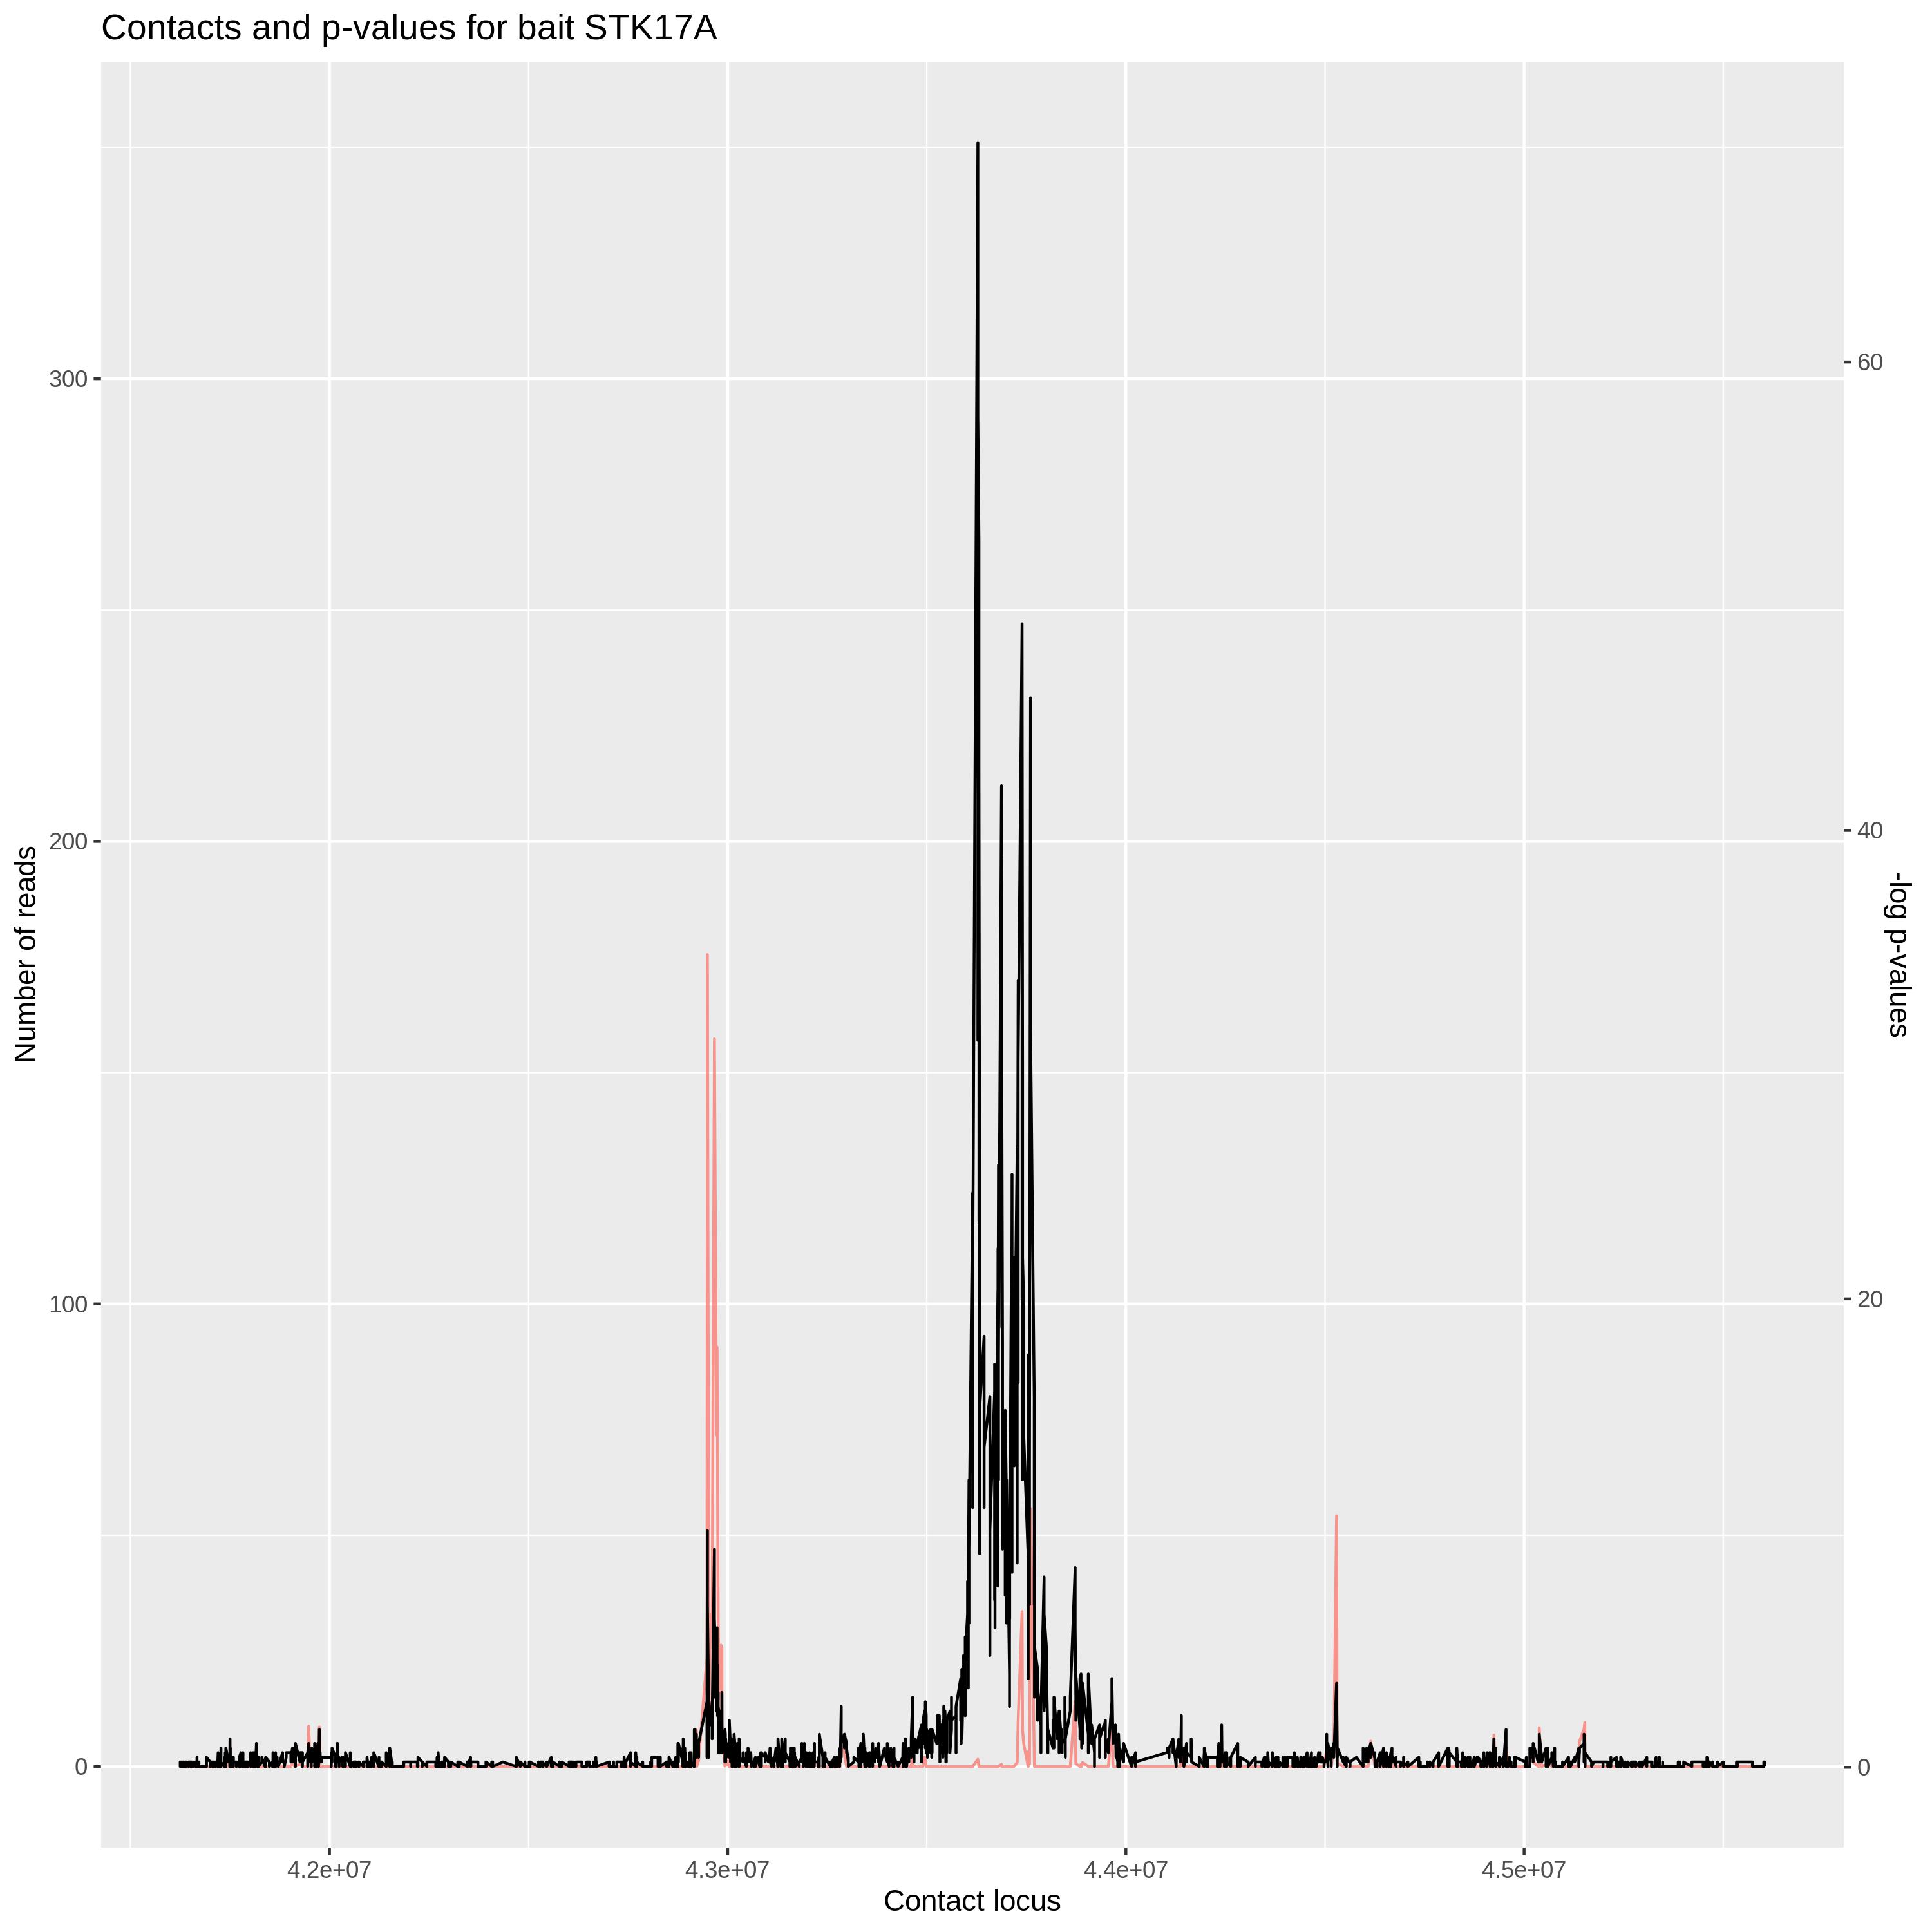 Contacts and p-values for bait STK17A
Number of reads
300
200
100
0
60
40
20
0
-log p-values
4.2e+07 4.3e+07 4.4e+07 4.5e+07
Contact locus